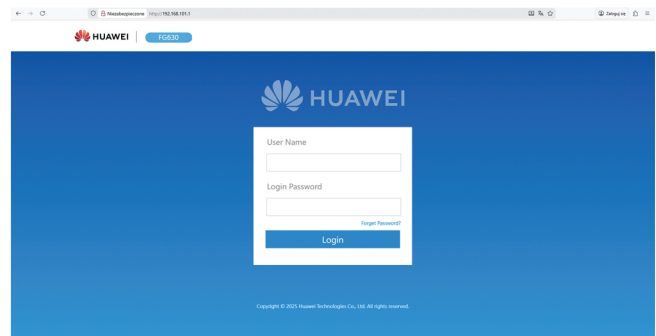 Niezabezpieczone http://192.168.101.1
Zaloguj się
HUAWEI FG630
HUAWEI
User Name
Login Password
Forget Password?
Login
Copyright © 2025 Huawei Technologies Co., Ltd. All rights reserved.